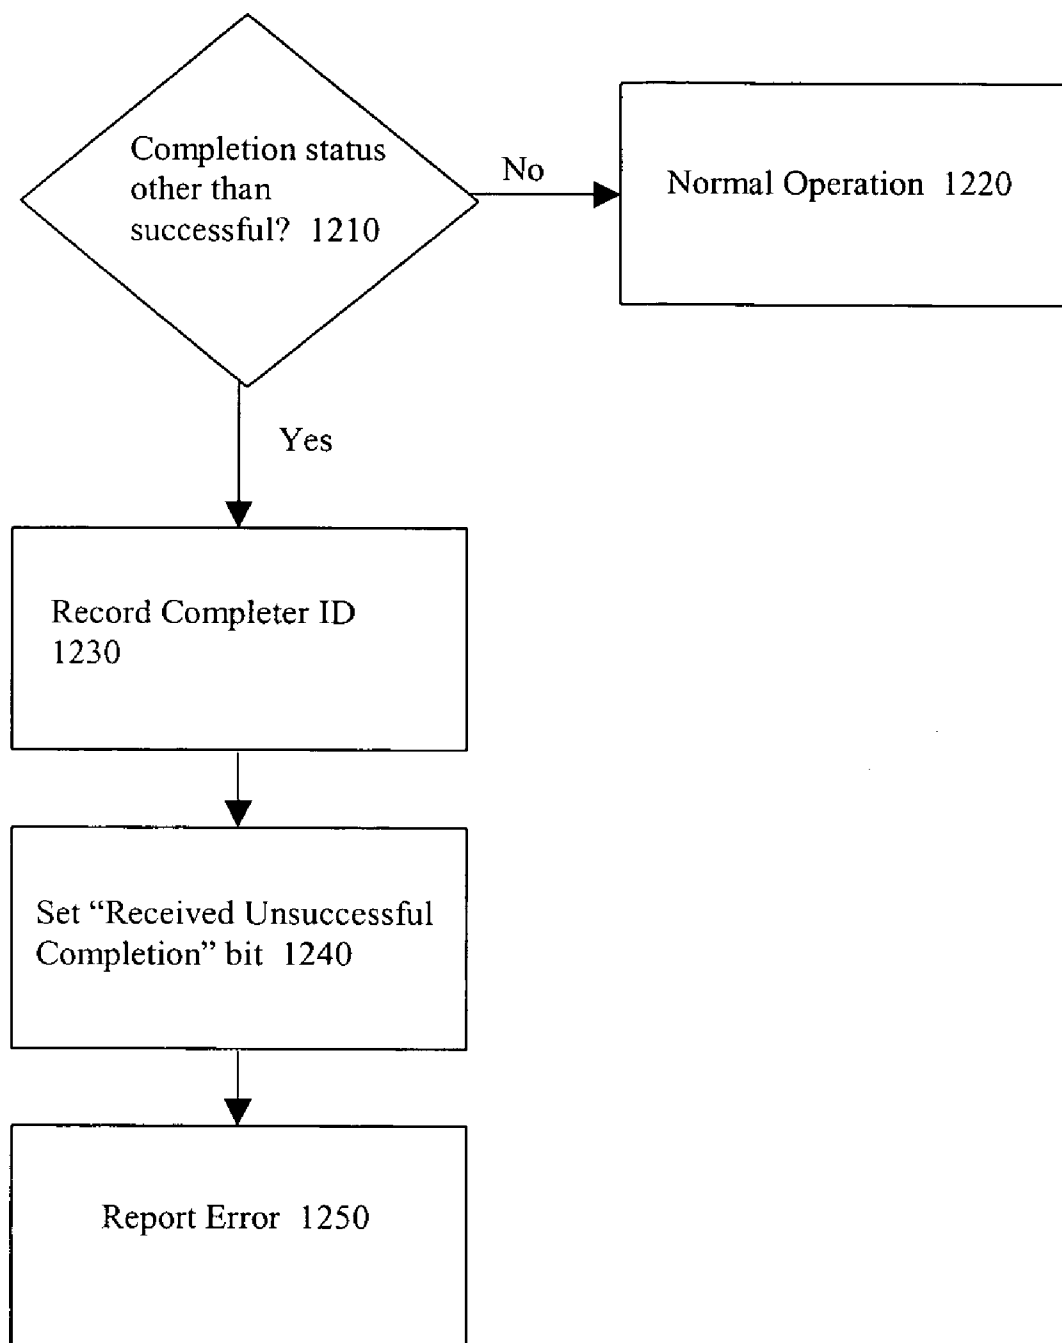 Completion status
other than
successful? 1210
No
Normal Operation 1220
Yes
Record Completer ID
1230
Set “Received Unsuccessful
Completion” bit 1240
Report Error 1250